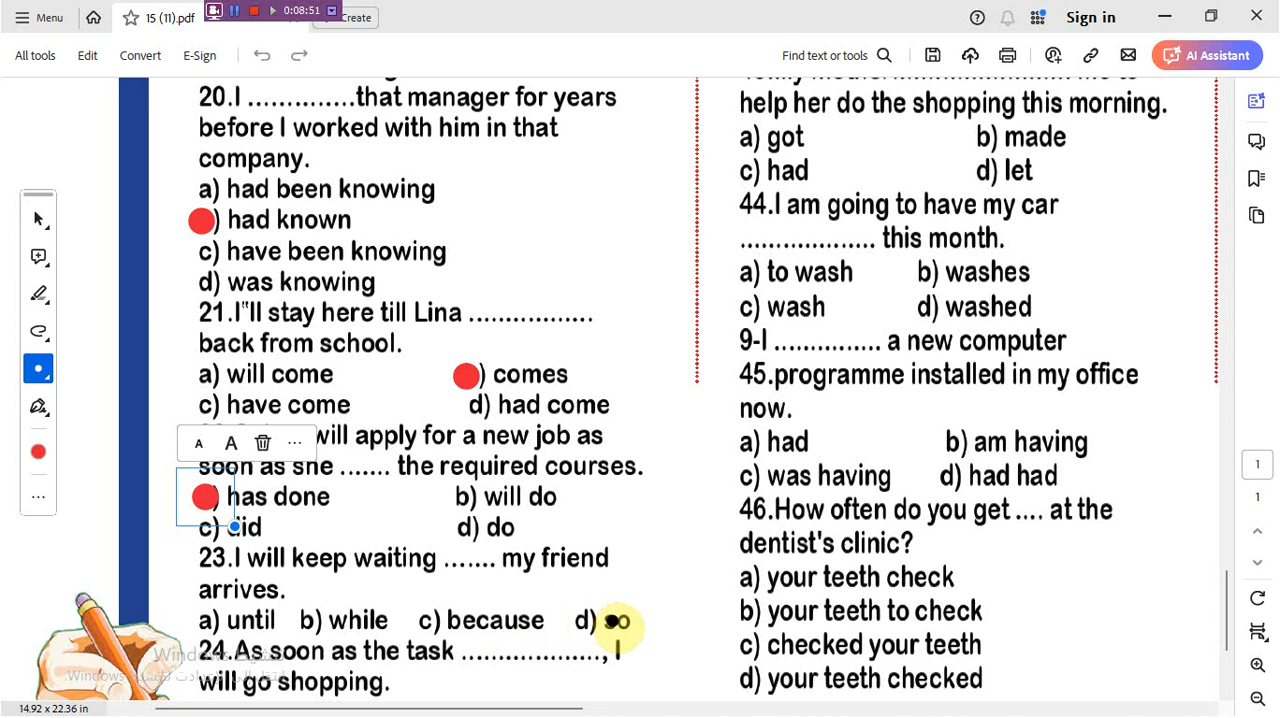 Menu
15 (11).pdf
0:08:51
Create
Sign in
All tools
Edit
Convert
E-Sign
Find text or tools
AI Assistant
20.I ..............that manager for years
before I worked with him in that
company.
a) had been knowing
) had known
c) have been knowing
d) was knowing
21.I"ll stay here till Lina .................
back from school.
a) will come
) comes
c) have come
d) had come
A A ...
will apply for a new job as
soon as she ....... the required courses.
) has done
b) will do
c) did
d) do
23.I will keep waiting ....... my friend
arrives.
a) until b) while c) because d) so
24.As soon as the task ..................., I
will go shopping.
help her do the shopping this morning.
a) got
b) made
c) had
d) let
44.I am going to have my car
.................... this month.
a) to wash
b) washes
c) wash
d) washed
9-I ............... a new computer
45.programme installed in my office
now.
a) had
b) am having
c) was having
d) had had
46.How often do you get .... at the
dentist's clinic?
a) your teeth check
b) your teeth to check
c) checked your teeth
d) your teeth checked
1
1
Windows
14.92 x 22.36 in